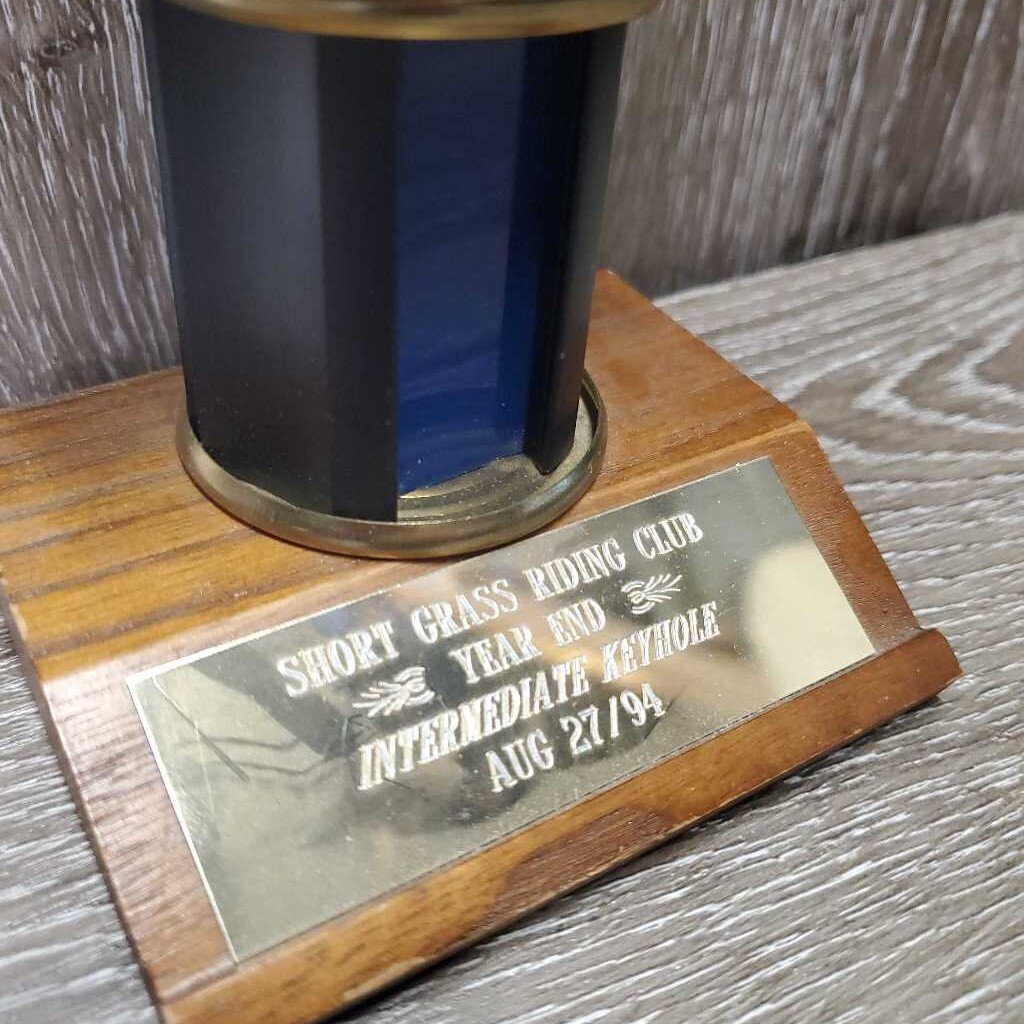 SHORT GRASS RIDING CLUB
YEAR END
INTERMEDIATE KEYHOLE
AUG 27/94